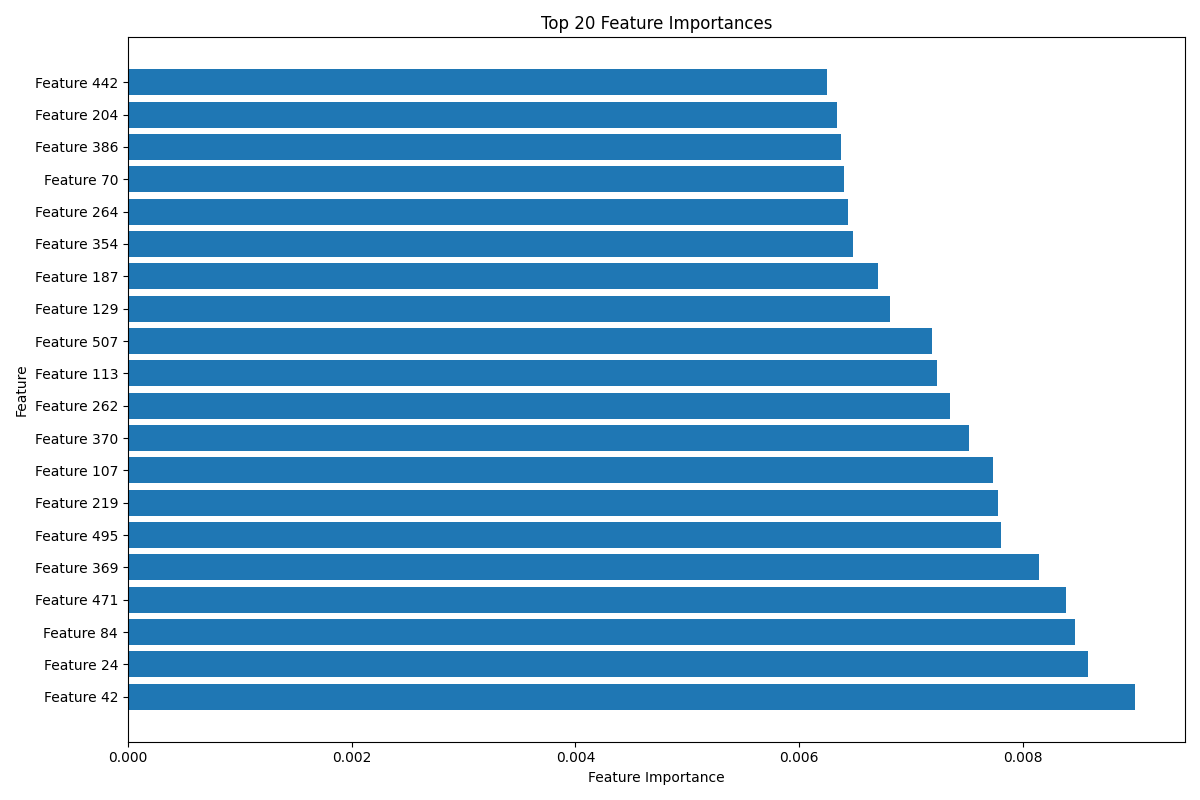 Top 20 Feature Importances
Feature 442
Feature 204
Feature 386
Feature 70
Feature 264
Feature 354
Feature 187
Feature 129
Feature 507
Feature 113
Feature 262
Feature 370
Feature 107
Feature 219
Feature 495
Feature 369
Feature 471
Feature 84
Feature 24
Feature 42
Feature
0.000 0.002 0.004 0.006 0.008
Feature Importance